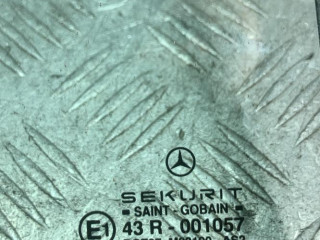 SEKURIT
SAINT - GOBAIN
E1 43 R - 001057